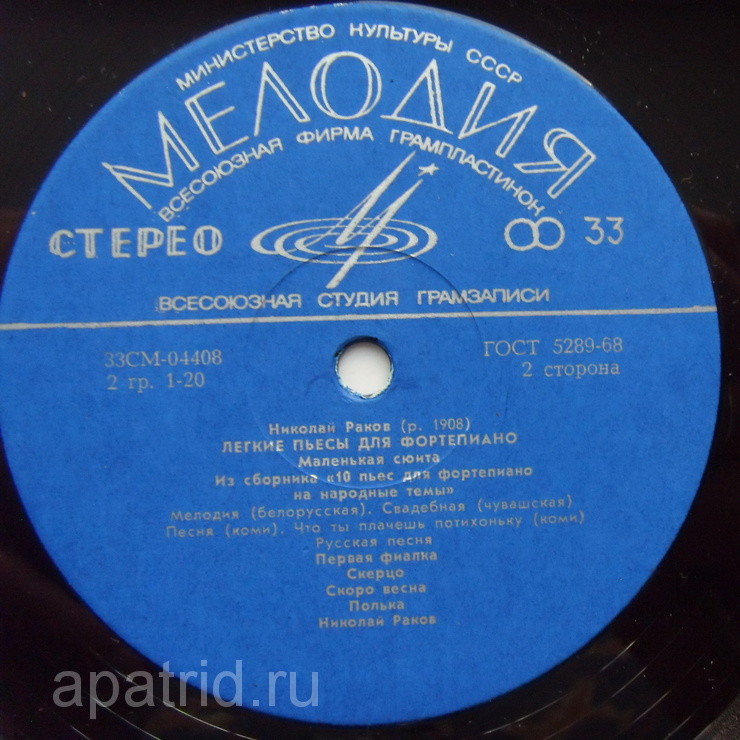 МИНИСТЕРСТВО КУЛЬТУРЫ СССР
МЕЛОДИЯ
ВСЕСОЮЗНАЯ ФИРМА ГРАМПЛАСТИНОК
СТЕРЕО
33
ВСЕСОЮЗНАЯ СТУДИЯ ГРАМЗАПИСИ
33СМ-04408
ГОСТ 5289-68
2 гр. 1-20
2 сторона
Николай Раков (р. 1908)
ЛЕГКИЕ ПЬЕСЫ ДЛЯ ФОРТЕПИАНО
Маленькая сюита
Из сборника «10 пьес для фортепиано
на народные темы»
Мелодия (белорусская). Свадебная (чувашская)
Песня (коми). Что ты плачешь потихоньку (коми)
Русская песня
Первая фиалка
Скерцо
Скоро весна
Полька
Николай Раков
apatrid.ru